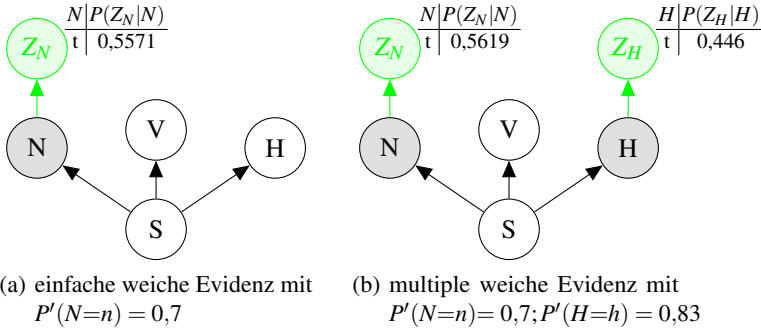 Z_N
N P(Z_N|N)
t 0,5571
N V H
S
(a) einfache weiche Evidenz mit
P′(N=n) = 0,7
Z_N
N P(Z_N|N)
t 0,5619
Z_H
H P(Z_H|H)
t 0,446
N V H
S
(b) multiple weiche Evidenz mit
P′(N=n)= 0,7; P′(H=h) = 0,83